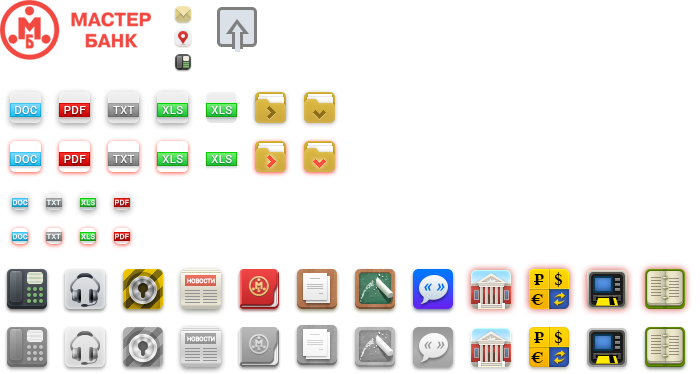 МАСТЕР
БАНК
М
Б
DOC PDF TXT XLS XLS
DOC PDF TXT XLS XLS
DOC TXT XLS PDF
DOC TXT XLS PDF
НОВОСТИ
₽ $
€
НОВОСТИ
₽ $
€